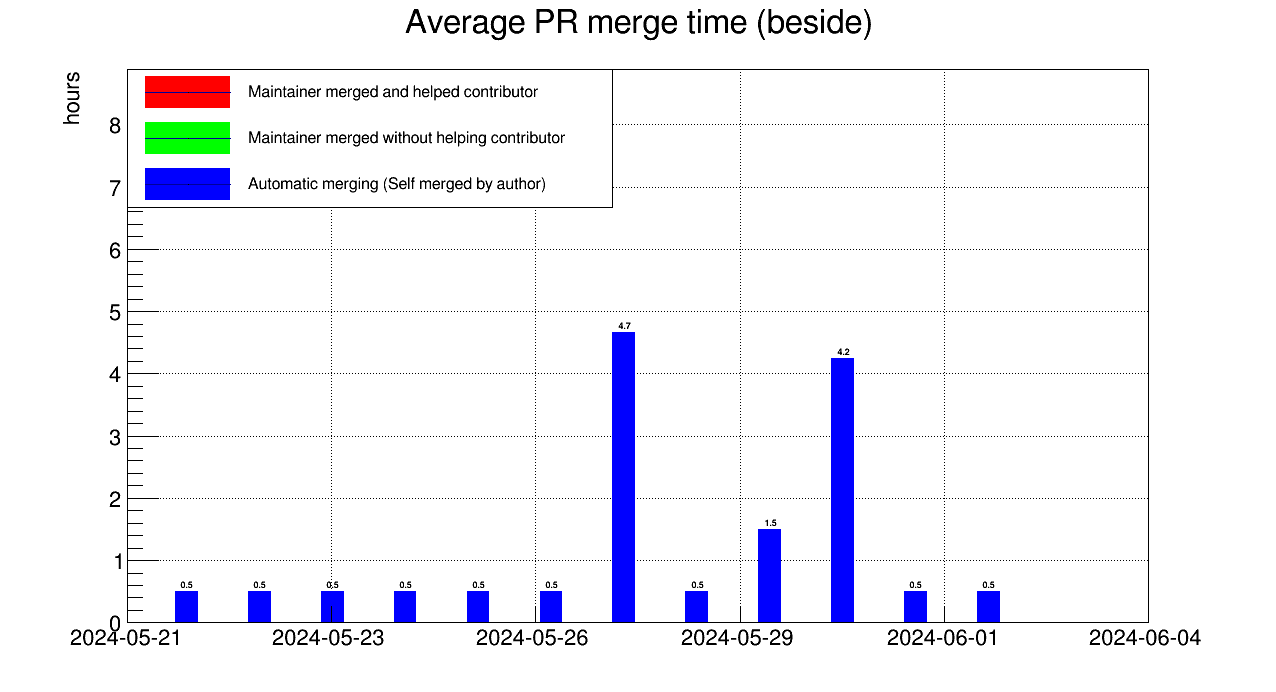 Average PR merge time (beside)
hours
Maintainer merged and helped contributor
Maintainer merged without helping contributor
Automatic merging (Self merged by author)
8
7
6
5
4
3
2
1
0
4.7
4.2
1.5
0.5 0.5 0.5 0.5 0.5 0.5 0.5 0.5 0.5
2024-05-21 2024-05-23 2024-05-26 2024-05-29 2024-06-01 2024-06-04